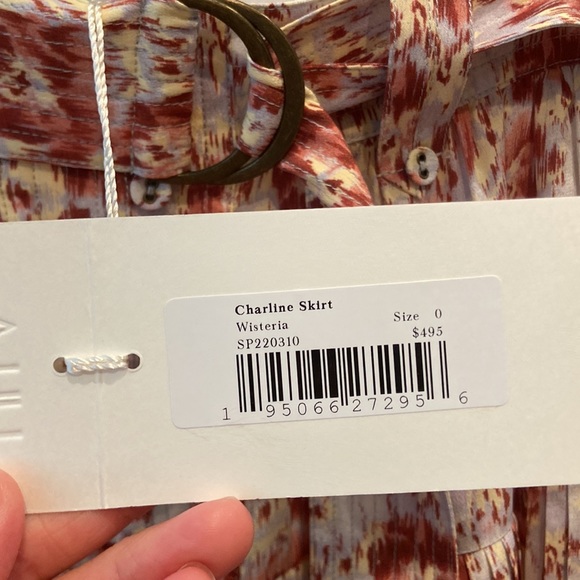 Charline Skirt
Wisteria
SP220310
Size 0
$495
1 95066 27295 6